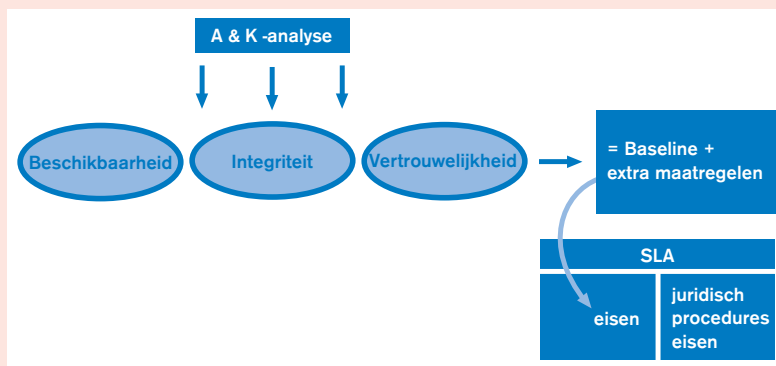 A & K -analyse
Beschikbaarheid
Integriteit
Vertrouwelijkheid
= Baseline +
extra maatregelen
SLA
eisen
juridisch
procedures
eisen